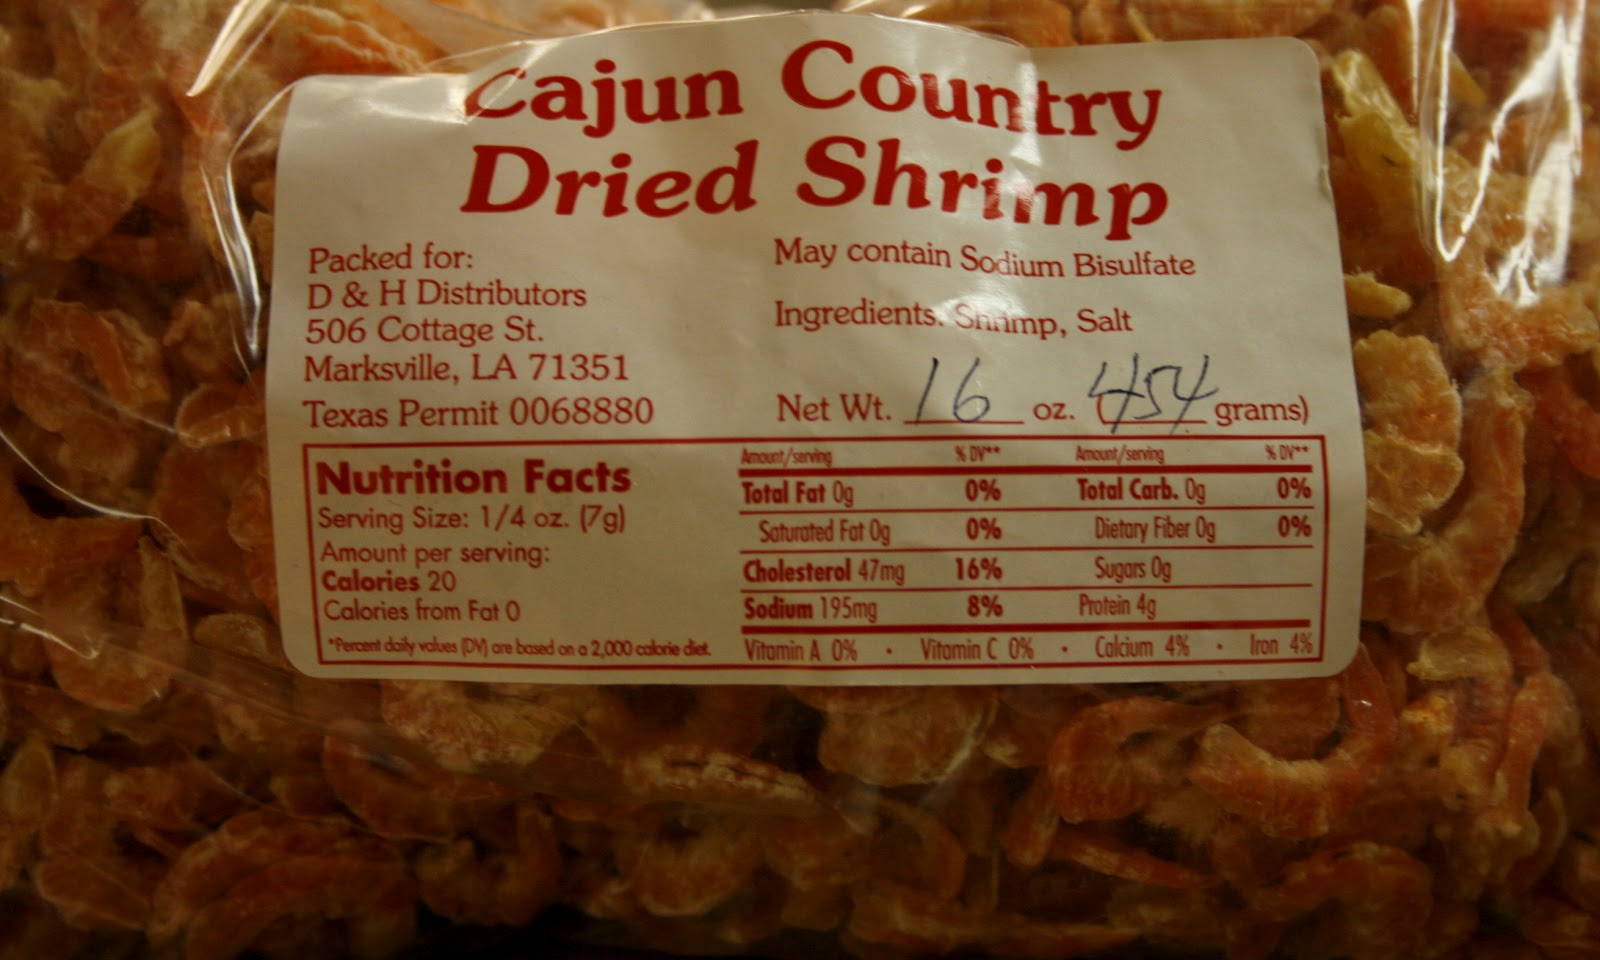 Cajun Country
Dried Shrimp
Packed for:
D & H Distributors
506 Cottage St.
Marksville, LA 71351
Texas Permit 0068880
May contain Sodium Bisulfate
Ingredients: Shrimp, Salt
Net Wt. 16 oz. (454 grams)
Nutrition Facts
Serving Size: 1/4 oz. (7g)
Amount per serving:
Calories 20
Calories from Fat 0
*Percent daily values (DV) are based on a 2,000 calorie diet.
Amount/serving % DV** Amount/serving % DV**
Total Fat 0g 0% Total Carb. 0g 0%
Saturated Fat 0g 0% Dietary Fiber 0g 0%
Cholesterol 47mg 16% Sugars 0g
Sodium 195mg 8% Protein 4g
Vitamin A 0% • Vitamin C 0% • Calcium 4% • Iron 4%